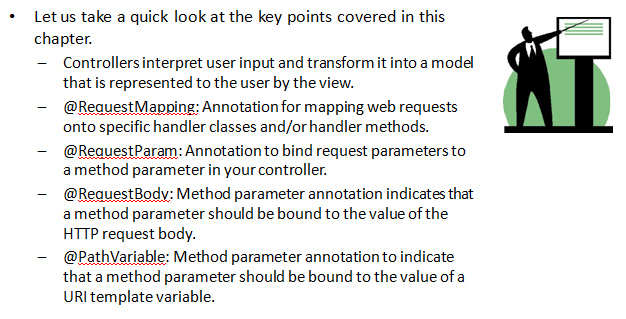 • Let us take a quick look at the key points covered in this
chapter.
– Controllers interpret user input and transform it into a model
that is represented to the user by the view.
– @RequestMapping: Annotation for mapping web requests
onto specific handler classes and/or handler methods.
– @RequestParam: Annotation to bind request parameters to
a method parameter in your controller.
– @RequestBody: Method parameter annotation indicates that
a method parameter should be bound to the value of the
HTTP request body.
– @PathVariable: Method parameter annotation to indicate
that a method parameter should be bound to the value of a
URI template variable.